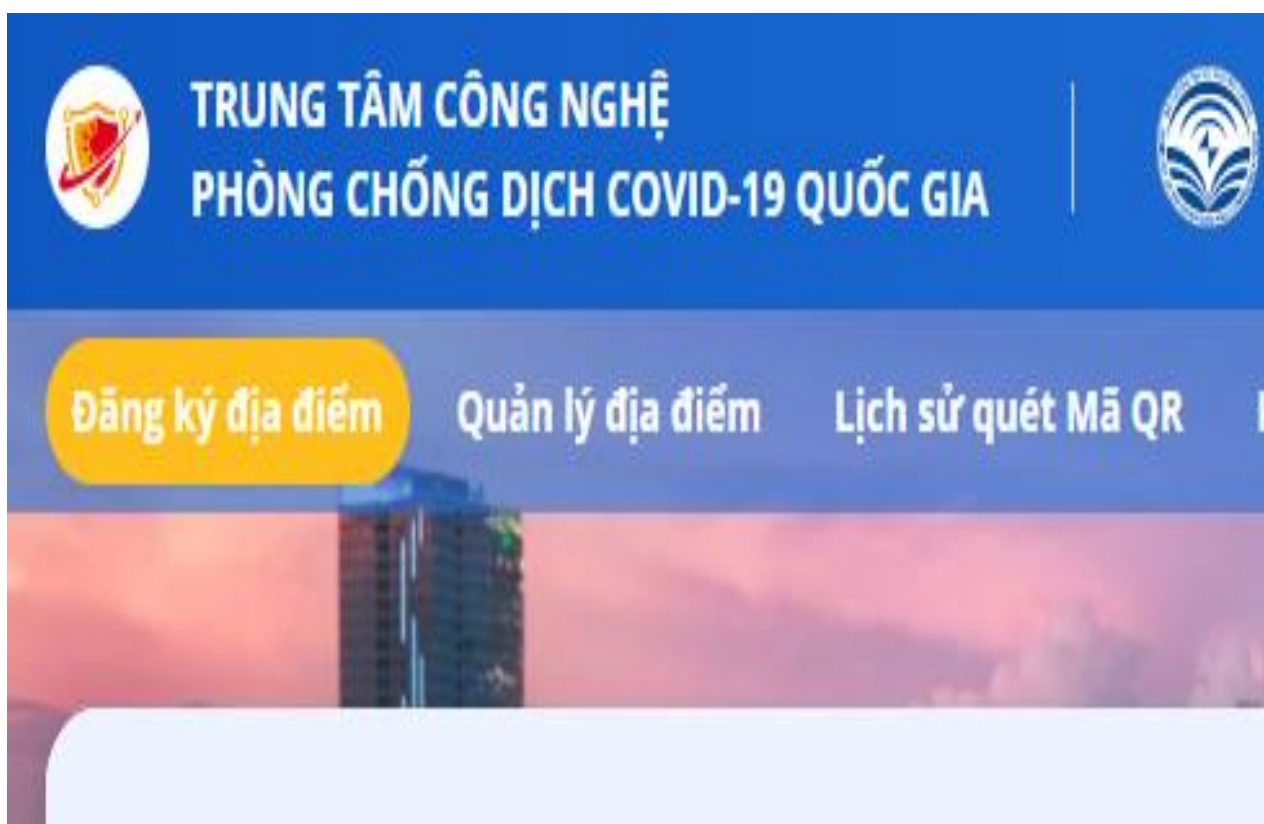 TRUNG TÂM CÔNG NGHỆ
PHÒNG CHỐNG DỊCH COVID-19 QUỐC GIA
Đăng ký địa điểm Quản lý địa điểm Lịch sử quét Mã QR